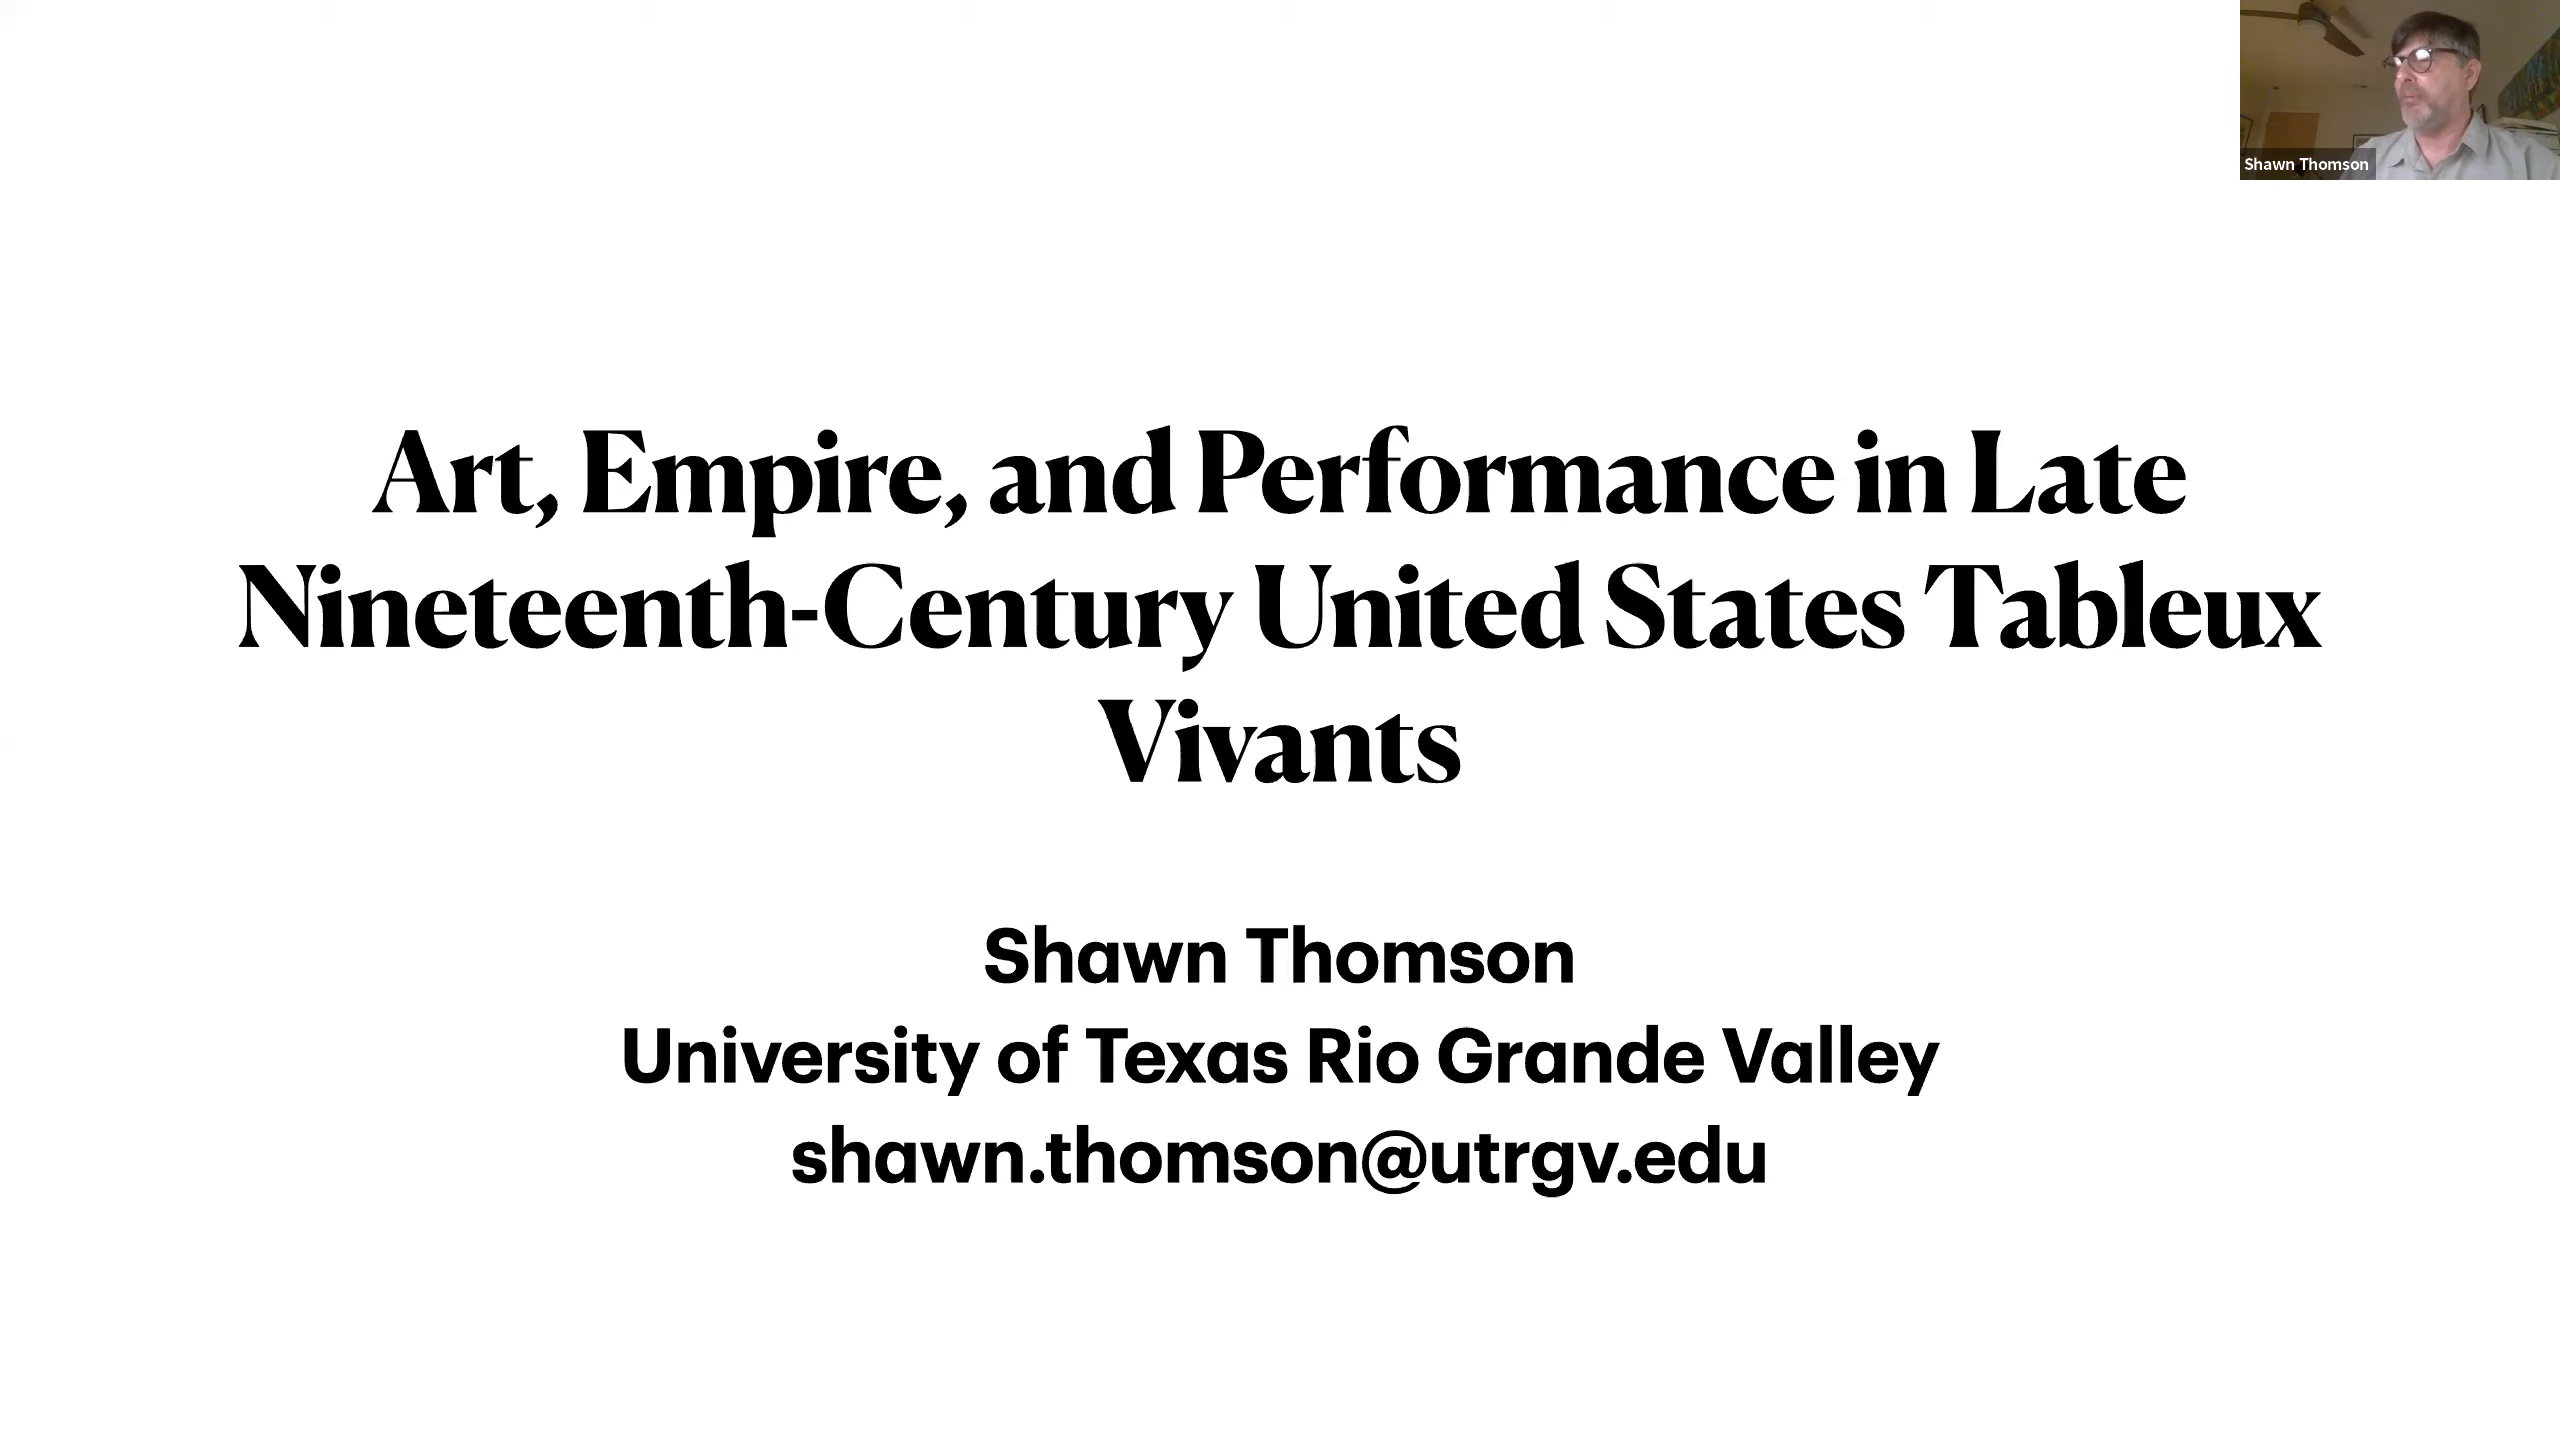 Shawn Thomson
Art, Empire, and Performance in Late
Nineteenth-Century United States Tableux
Vivants
Shawn Thomson
University of Texas Rio Grande Valley
shawn.thomson@utrgv.edu